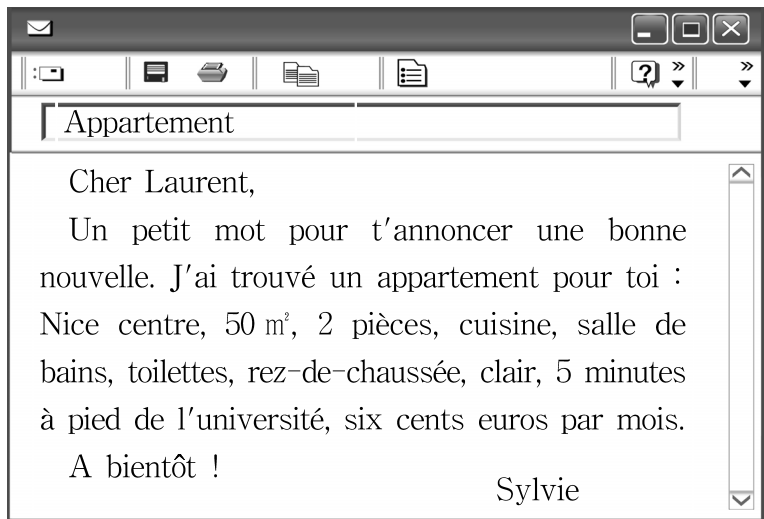 Appartement
Cher Laurent,
Un petit mot pour t'annoncer une bonne
nouvelle. J'ai trouvé un appartement pour toi :
Nice centre, 50 ㎡, 2 pièces, cuisine, salle de
bains, toilettes, rez-de-chaussée, clair, 5 minutes
à pied de l'université, six cents euros par mois.
A bientôt !
Sylvie